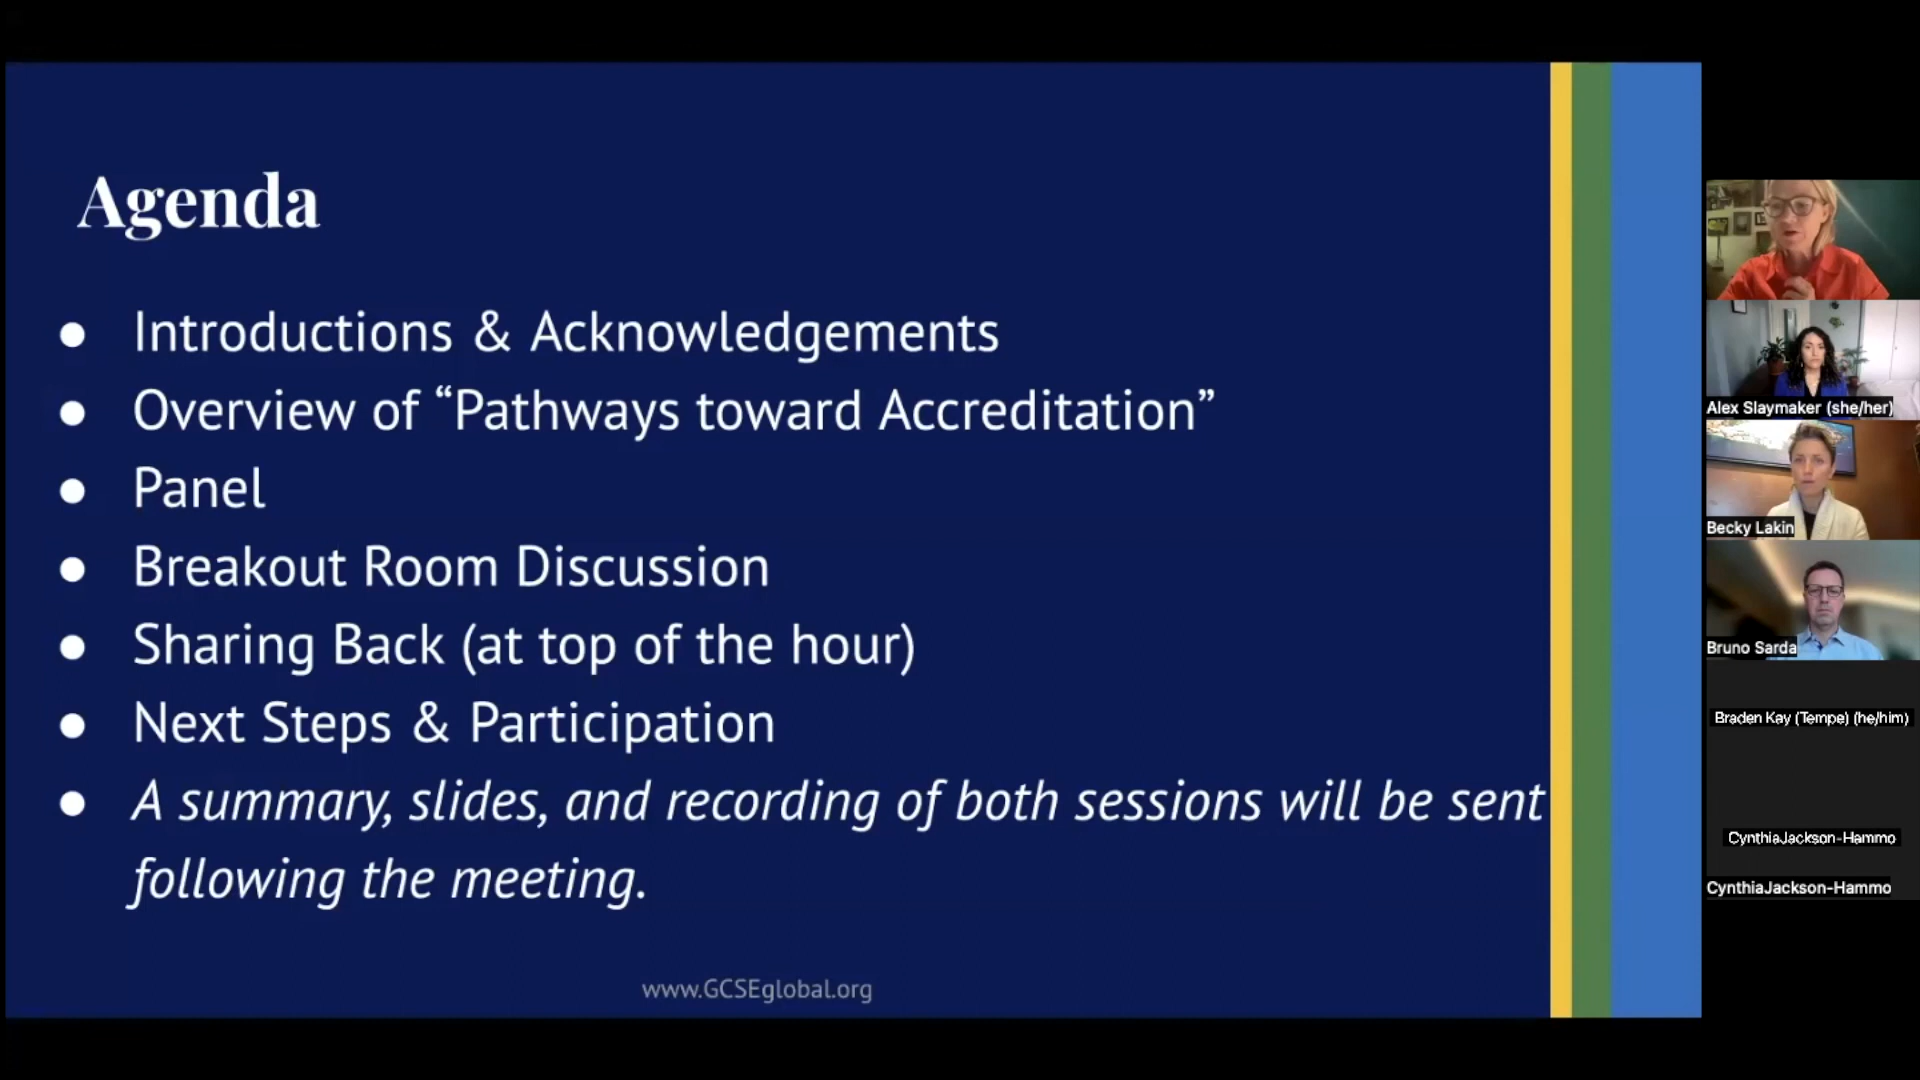 Agenda
● Introductions & Acknowledgements
● Overview of “Pathways toward Accreditation”
● Panel
● Breakout Room Discussion
● Sharing Back (at top of the hour)
● Next Steps & Participation
● A summary, slides, and recording of both sessions will be sent
following the meeting.
www.GCSEglobal.org
Alex Slaymaker (she/her)
Becky Lakin
Bruno Sarda
Braden Kay (Tempe) (he/him)
CynthiaJackson-Hammo
CynthiaJackson-Hammo